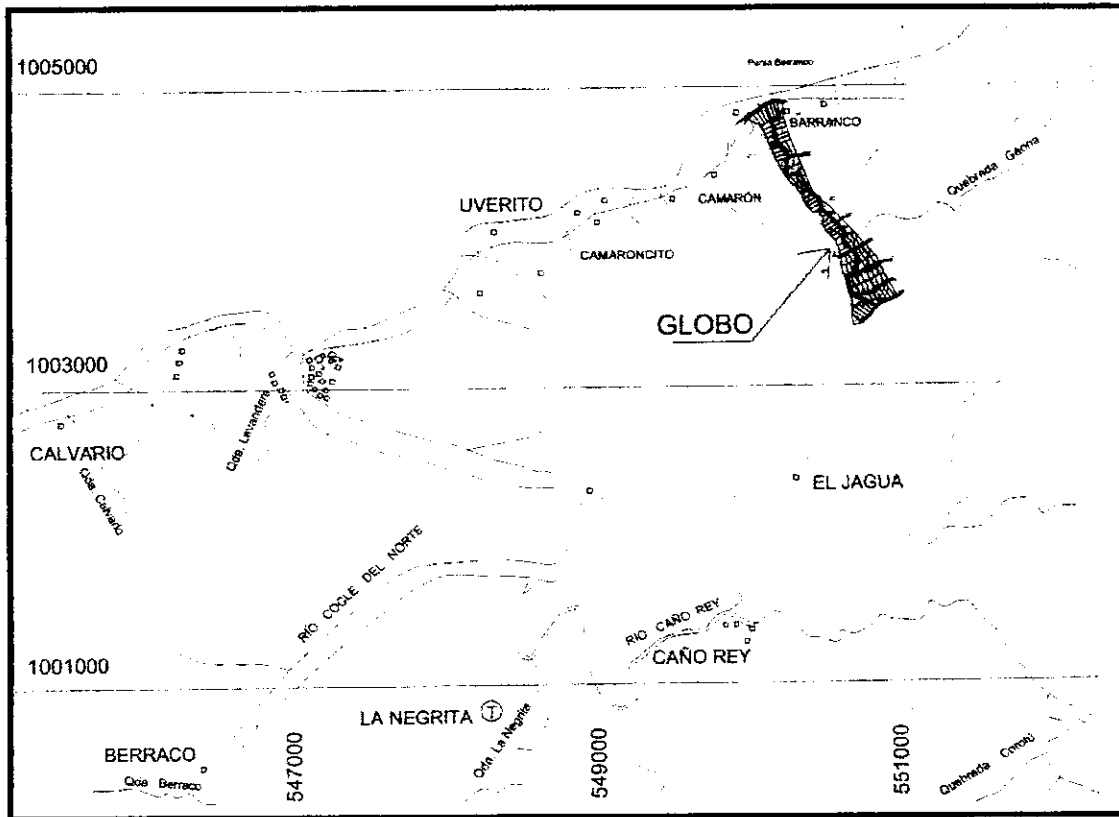 1005000
Punta Barranco
BARRANCO
Quebrada Gaona
CAMARÓN
UVERITO
CAMARONCITO
GLOBO
1003000
CALVARIO
Qda. Calvario
Qda. Lavandera
EL JAGUA
RÍO COCLE DEL NORTE
RIO CAÑO REY
CAÑO REY
1001000
LA NEGRITA
T
Qda. La Negrita
BERRACO
Qda Berraco
547000
549000
551000
Quebrada